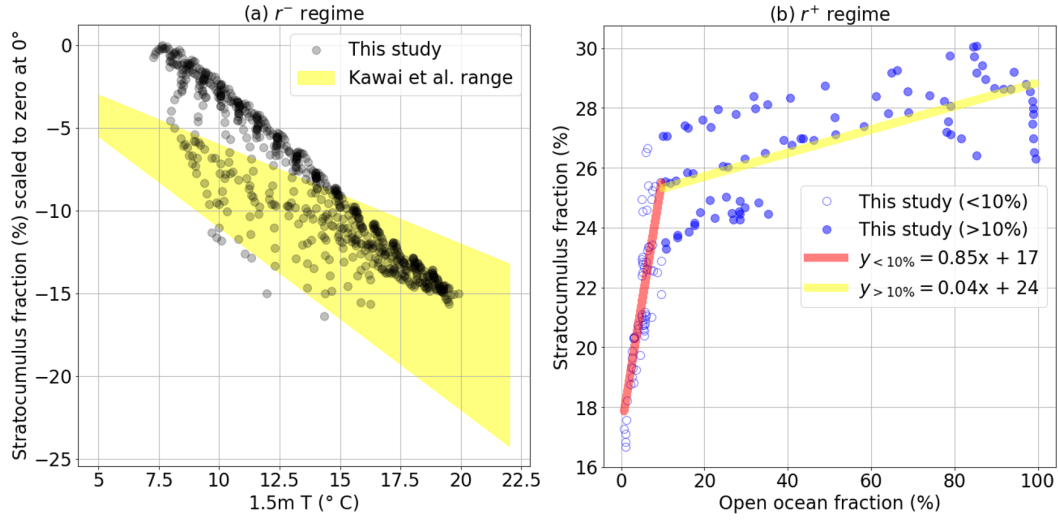 (a) r⁻ regime
Stratocumulus fraction (%) scaled to zero at 0°
0
−5
−10
−15
−20
−25
This study
Kawai et al. range
5
7.5
10
12.5
15
17.5
20
22.5
1.5m T (° C)
(b) r⁺ regime
Stratocumulus fraction (%)
30
28
26
24
22
20
18
16
This study (<10%)
This study (>10%)
y<10% = 0.85x + 17
y>10% = 0.04x + 24
0
20
40
60
80
100
Open ocean fraction (%)